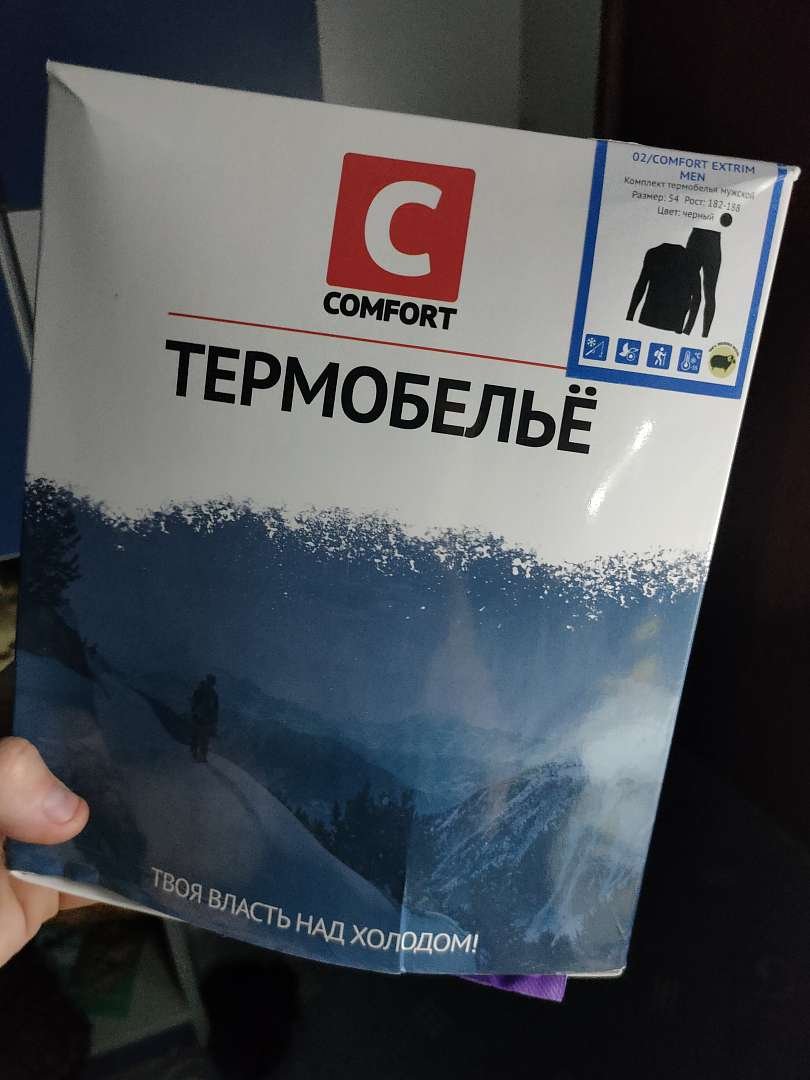 02/COMFORT EXTRIM
MEN
Комплект термобелья мужской
Размер: 54 Рост: 182-188
Цвет: черный
C
COMFORT
ТЕРМОБЕЛЬЁ
ТВОЯ ВЛАСТЬ НАД ХОЛОДОМ!